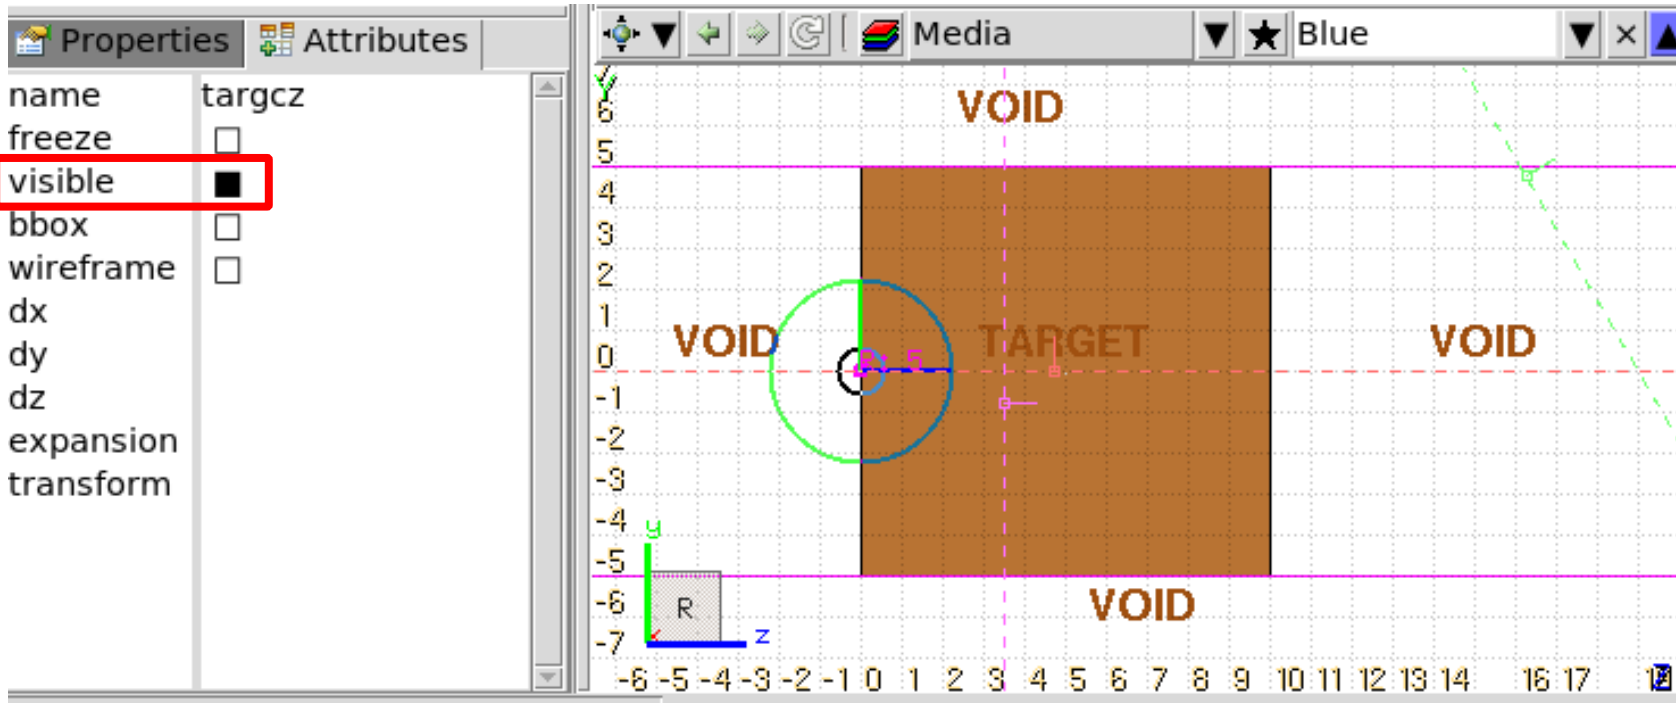 Properties Attributes
name targcz
freeze
visible
bbox
wireframe
dx
dy
dz
expansion
transform
Media Blue
Y
6
5
4
3
2
1
0
-1
-2
-3
-4
-5
-6
-7
VOID
VOID TARGET VOID
R: 5
VOID
y
R
x z
-6 -5 -4 -3 -2 -1 0 1 2 3 4 5 6 7 8 9 10 11 12 13 14 16 17